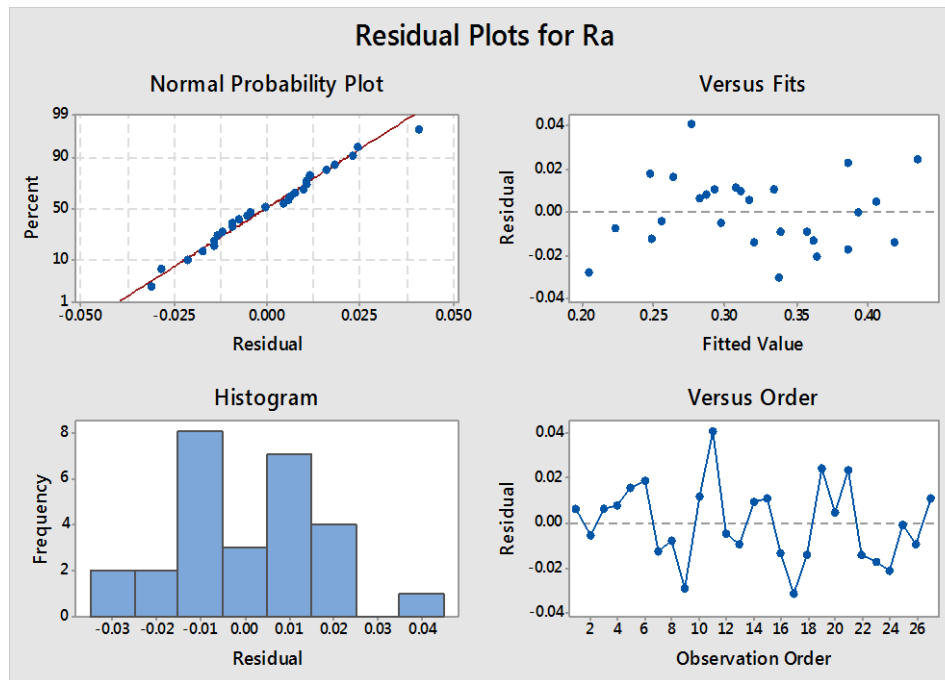 Residual Plots for Ra
Normal Probability Plot
99
90
50
10
1
Percent
-0.050 -0.025 0.000 0.025 0.050
Residual
Versus Fits
0.04
0.02
0.00
-0.02
-0.04
Residual
0.20 0.25 0.30 0.35 0.40
Fitted Value
Histogram
8
6
4
2
0
Frequency
-0.03 -0.02 -0.01 0.00 0.01 0.02 0.03 0.04
Residual
Versus Order
0.04
0.02
0.00
-0.02
-0.04
Residual
2 4 6 8 10 12 14 16 18 20 22 24 26
Observation Order